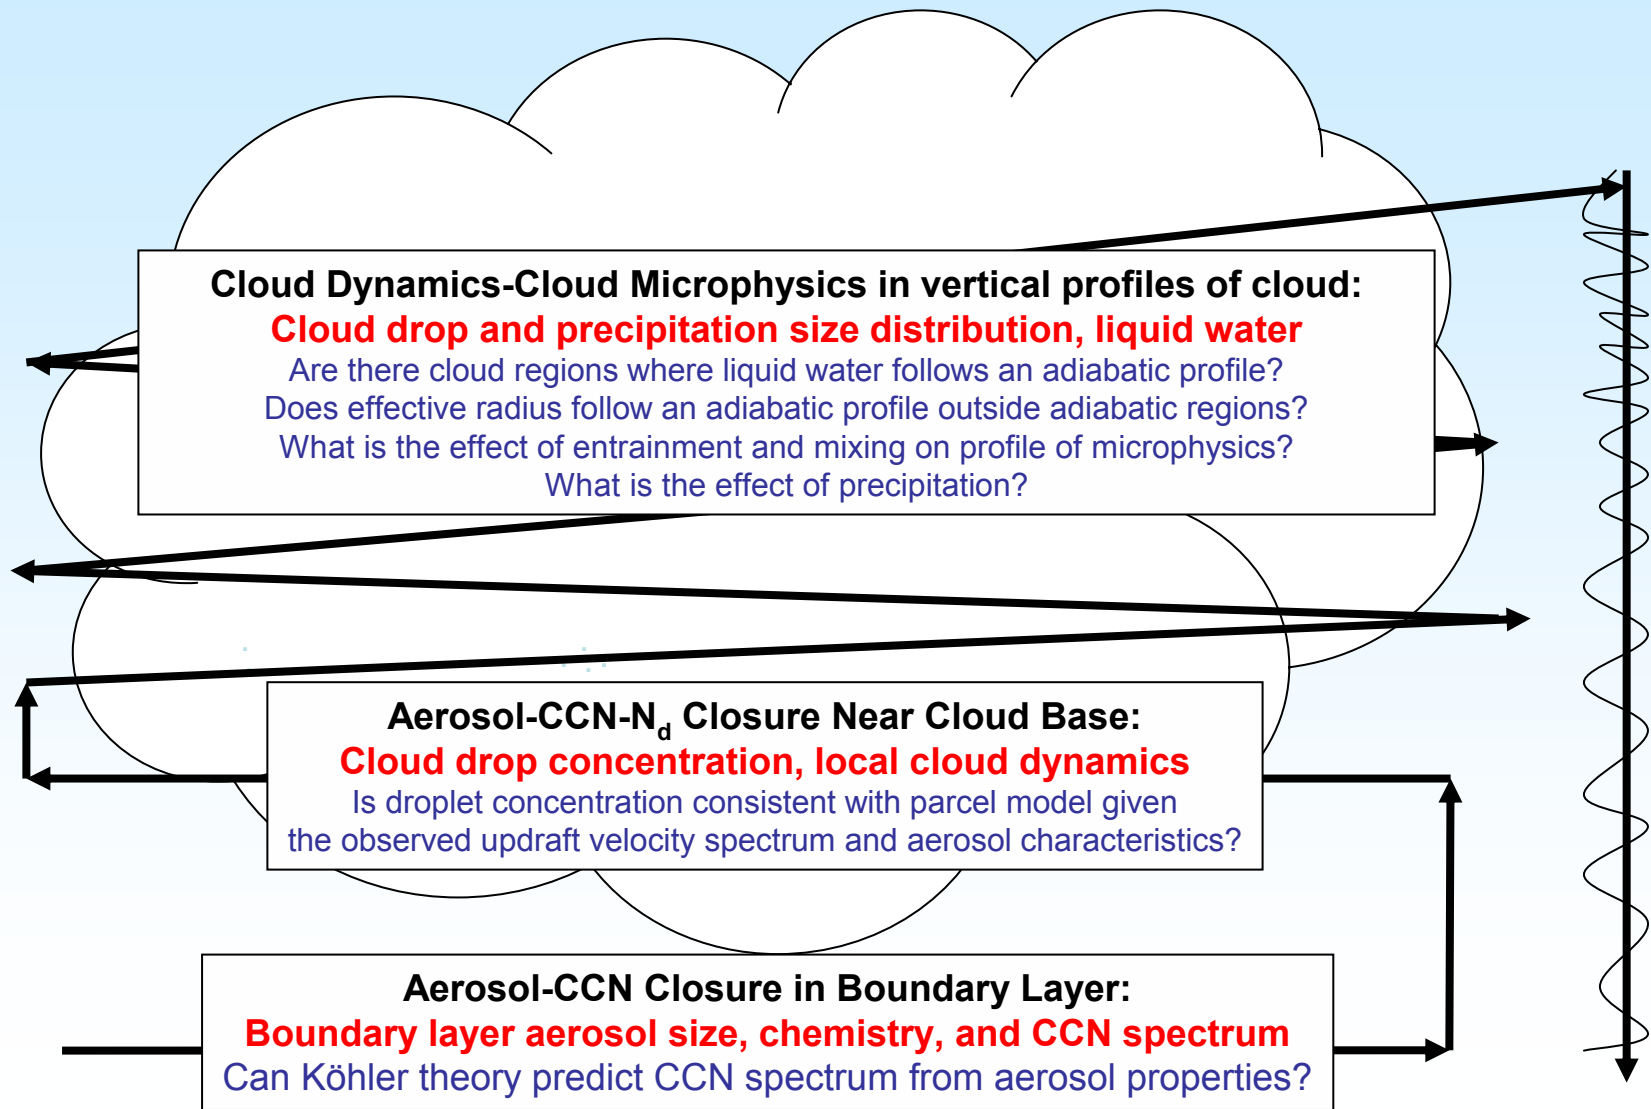 Cloud Dynamics-Cloud Microphysics in vertical profiles of cloud:
Cloud drop and precipitation size distribution, liquid water
Are there cloud regions where liquid water follows an adiabatic profile?
Does effective radius follow an adiabatic profile outside adiabatic regions?
What is the effect of entrainment and mixing on profile of microphysics?
What is the effect of precipitation?
Aerosol-CCN-Nd Closure Near Cloud Base:
Cloud drop concentration, local cloud dynamics
Is droplet concentration consistent with parcel model given
the observed updraft velocity spectrum and aerosol characteristics?
Aerosol-CCN Closure in Boundary Layer:
Boundary layer aerosol size, chemistry, and CCN spectrum
Can Köhler theory predict CCN spectrum from aerosol properties?